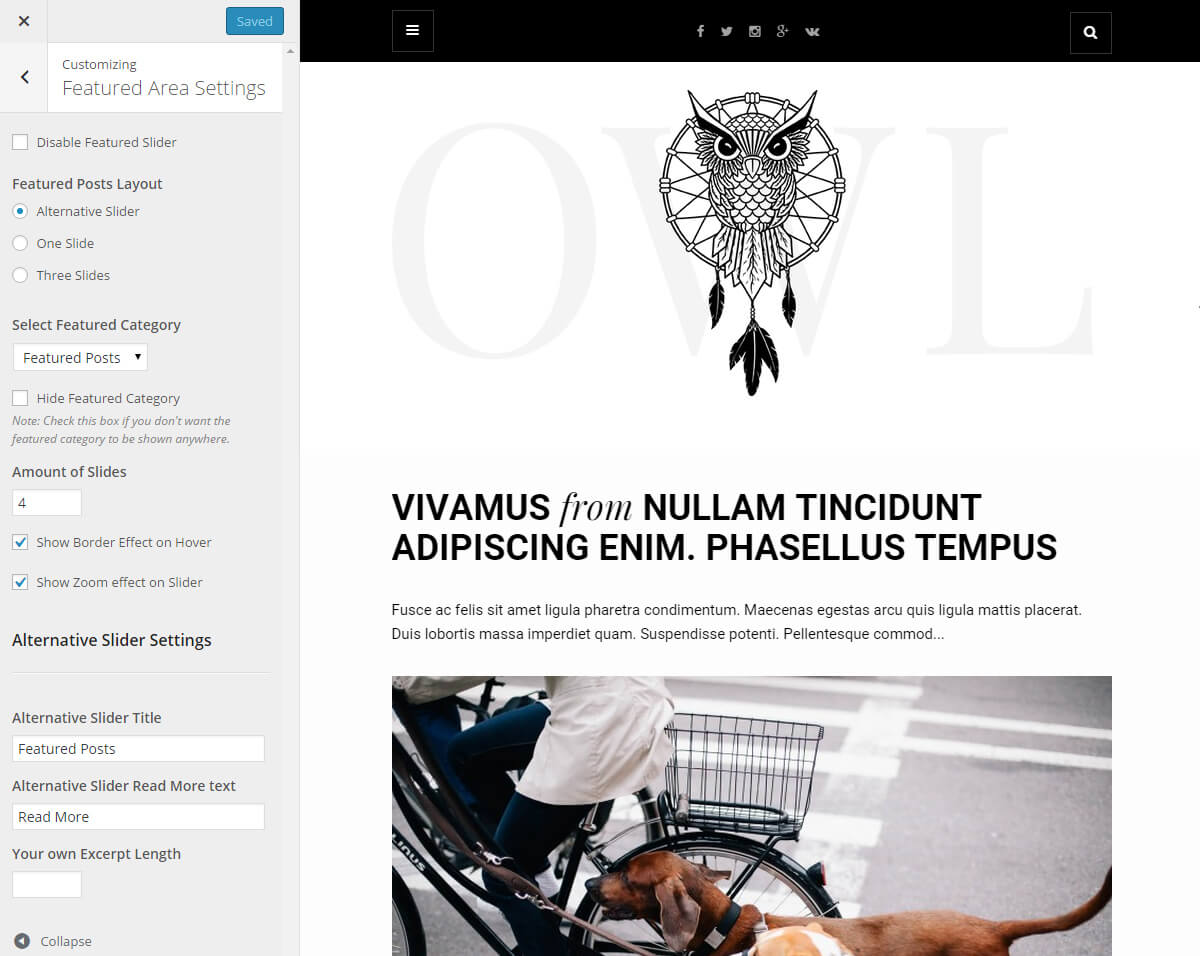 Saved
Customizing
Featured Area Settings
Disable Featured Slider
Featured Posts Layout
Alternative Slider
One Slide
Three Slides
Select Featured Category
Featured Posts
Hide Featured Category
Note: Check this box if you don't want the
featured category to be shown anywhere.
Amount of Slides
4
Show Border Effect on Hover
Show Zoom effect on Slider
Alternative Slider Settings
Alternative Slider Title
Featured Posts
Alternative Slider Read More text
Read More
Your own Excerpt Length
Collapse
OWL
VIVAMUS from NULLAM TINCIDUNT
ADIPISCING ENIM. PHASELLUS TEMPUS
Fusce ac felis sit amet ligula pharetra condimentum. Maecenas egestas arcu quis ligula mattis placerat.
Duis lobortis massa imperdiet quam. Suspendisse potenti. Pellentesque commod...